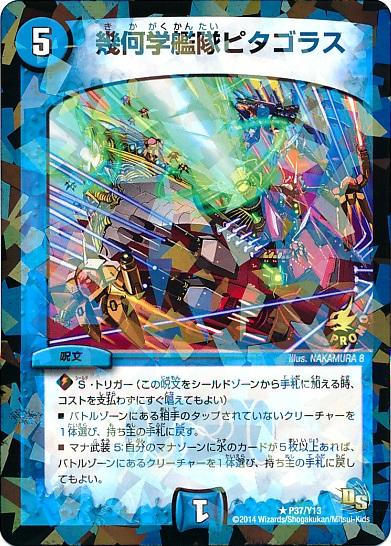 5
きかがくかんたい
幾何学艦隊ピタゴラス
PROMO
illus. NAKAMURA 8
呪文
S・トリガー(この呪文をシールドゾーンから手札に加える時、
コストを支払わずにすぐ唱えてもよい)
■ バトルゾーンにある相手のタップされていないクリーチャーを
1体選び、持ち主の手札に戻す。
■ マナ武装 5:自分のマナゾーンに水のカードが5枚以上あれば、
バトルゾーンにあるクリーチャーを1体選び、持ち主の手札に戻して
もよい。
1
DS
★P37/Y13
©2014 Wizards/Shogakukan/Mitsui-Kids